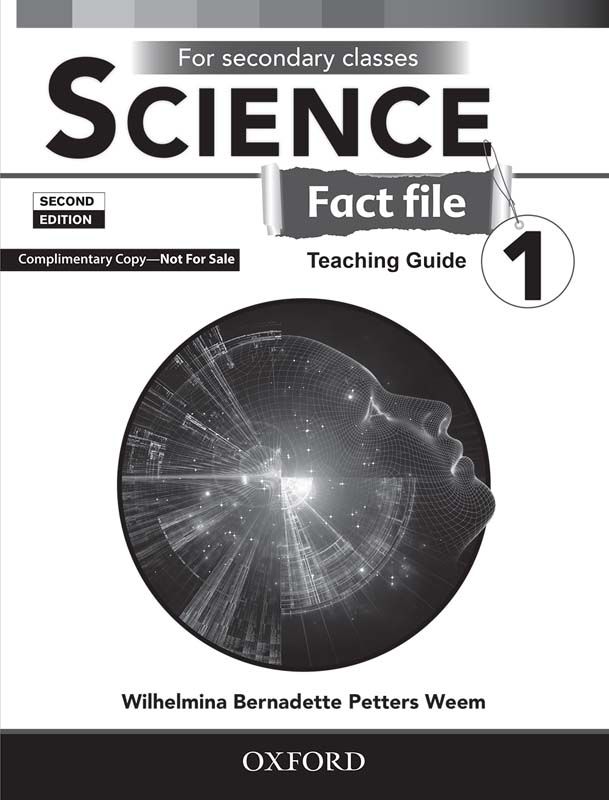 For secondary classes
SCIENCE
Fact file
SECOND
EDITION
Complimentary Copy—Not For Sale
Teaching Guide
1
Wilhelmina Bernadette Petters Weem
OXFORD